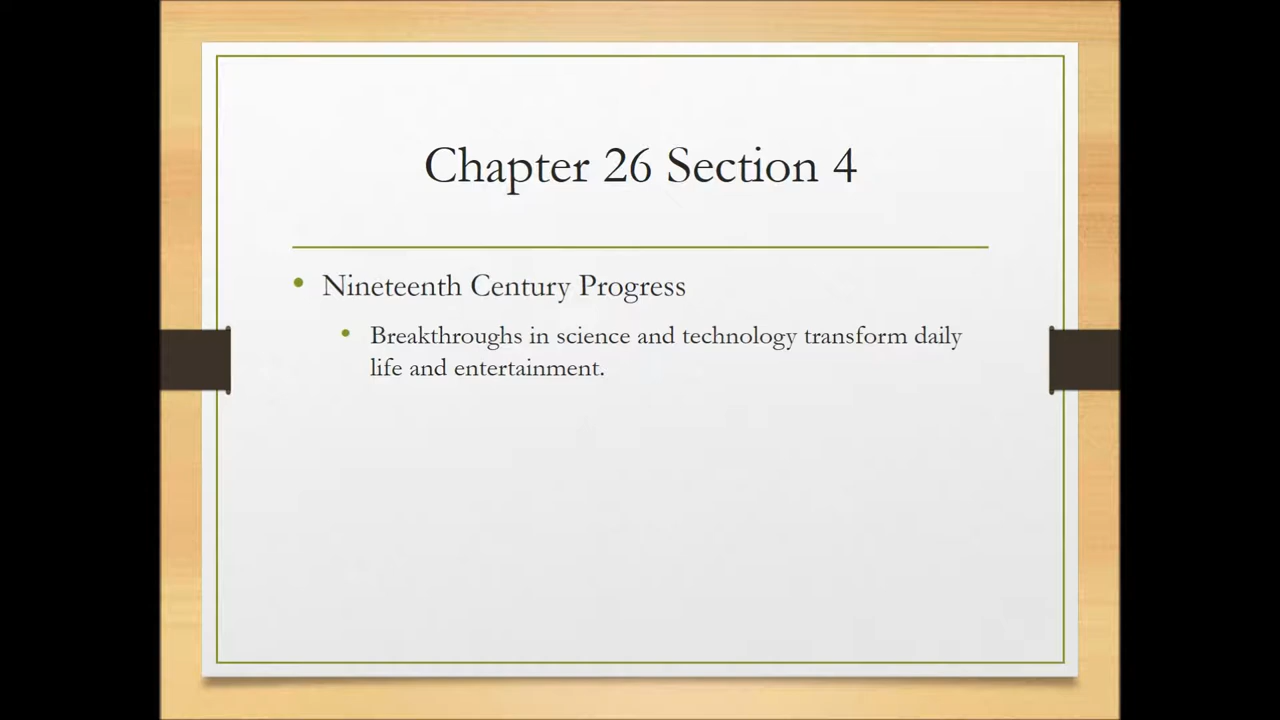 Chapter 26 Section 4
• Nineteenth Century Progress
• Breakthroughs in science and technology transform daily
life and entertainment.